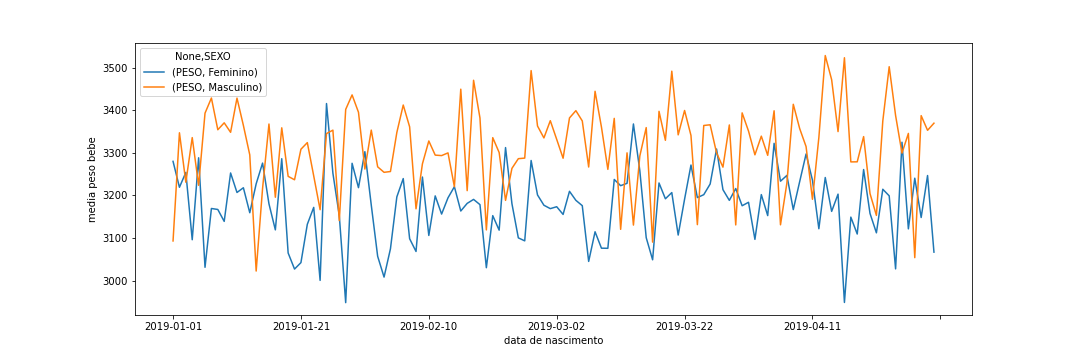 None,SEXO
(PESO, Feminino)
(PESO, Masculino)
media peso bebe
3500
3400
3300
3200
3100
3000
2019-01-01
2019-01-21
2019-02-10
2019-03-02
2019-03-22
2019-04-11
data de nascimento